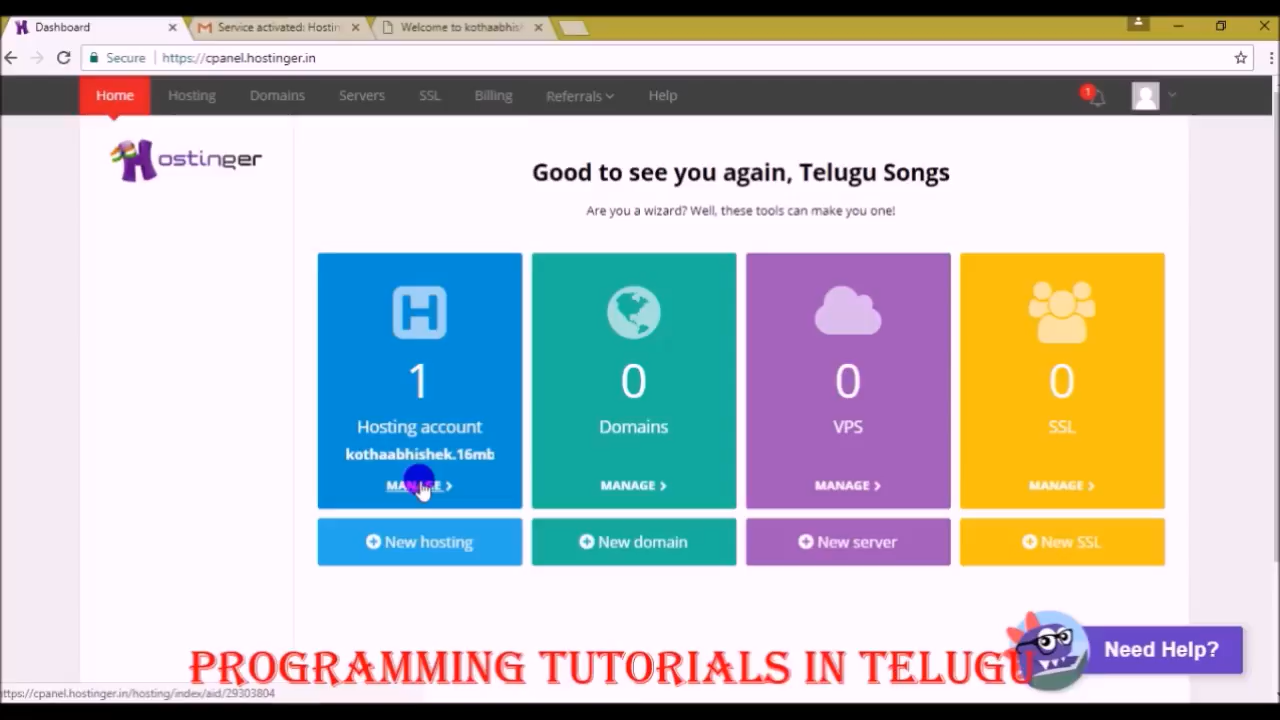 Dashboard
Service activated: Hostin
Welcome to kothaabhis
Secure
https://cpanel.hostinger.in
Home
Hosting
Domains
Servers
SSL
Billing
Referrals
Help
1
Hostinger
Good to see you again, Telugu Songs
Are you a wizard? Well, these tools can make you one!
1
Hosting account
kothaabhishek.16mb
MANAGE
0
Domains
MANAGE
0
VPS
MANAGE
0
SSL
MANAGE
New hosting
New domain
New server
New SSL
Need Help?
PROGRAMMING TUTORIALS IN TELUGU
https://cpanel.hostinger.in/hosting/index/aid/29303804